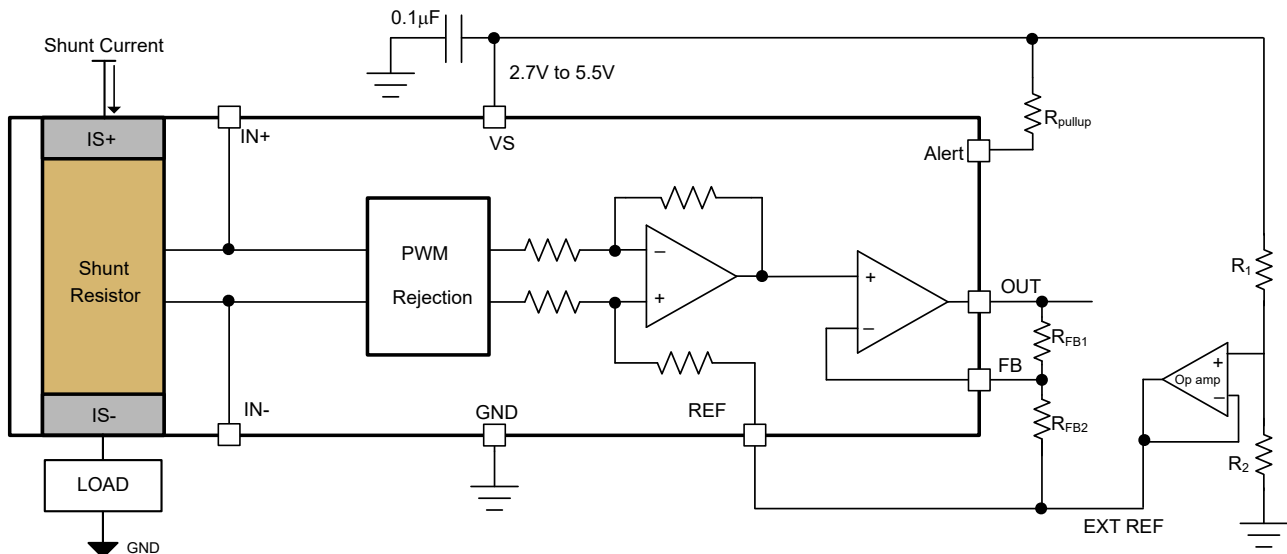 0.1µF
Shunt Current
2.7V to 5.5V
IS+
IN+
VS
Alert
Rpullup
Shunt
Resistor
PWM
Rejection
−
+
+
−
OUT
RFB1
FB
RFB2
R1
+
Op amp
−
R2
IS-
IN-
GND
REF
LOAD
EXT REF
GND